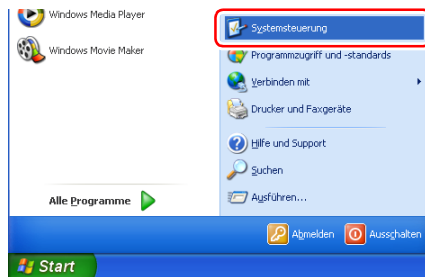 Windows Media Player
Windows Movie Maker
Alle Programme
Systemsteuerung
Programmzugriff und -standards
Verbinden mit
Drucker und Faxgeräte
Hilfe und Support
Suchen
Ausführen...
Abmelden
Ausschalten
Start